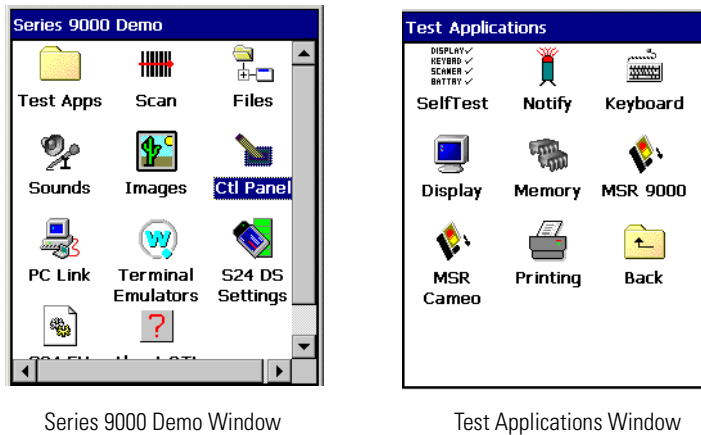 Series 9000 Demo
Test Apps Scan Files
Sounds Images Ctl Panel
PC Link Terminal Emulators S24 DS Settings
Test Applications
DISPLAY✓
KEYBRD✓
SCANER✓
BATTRY✓
SelfTest Notify Keyboard
Display Memory MSR 9000
MSR Cameo Printing Back
Series 9000 Demo Window
Test Applications Window